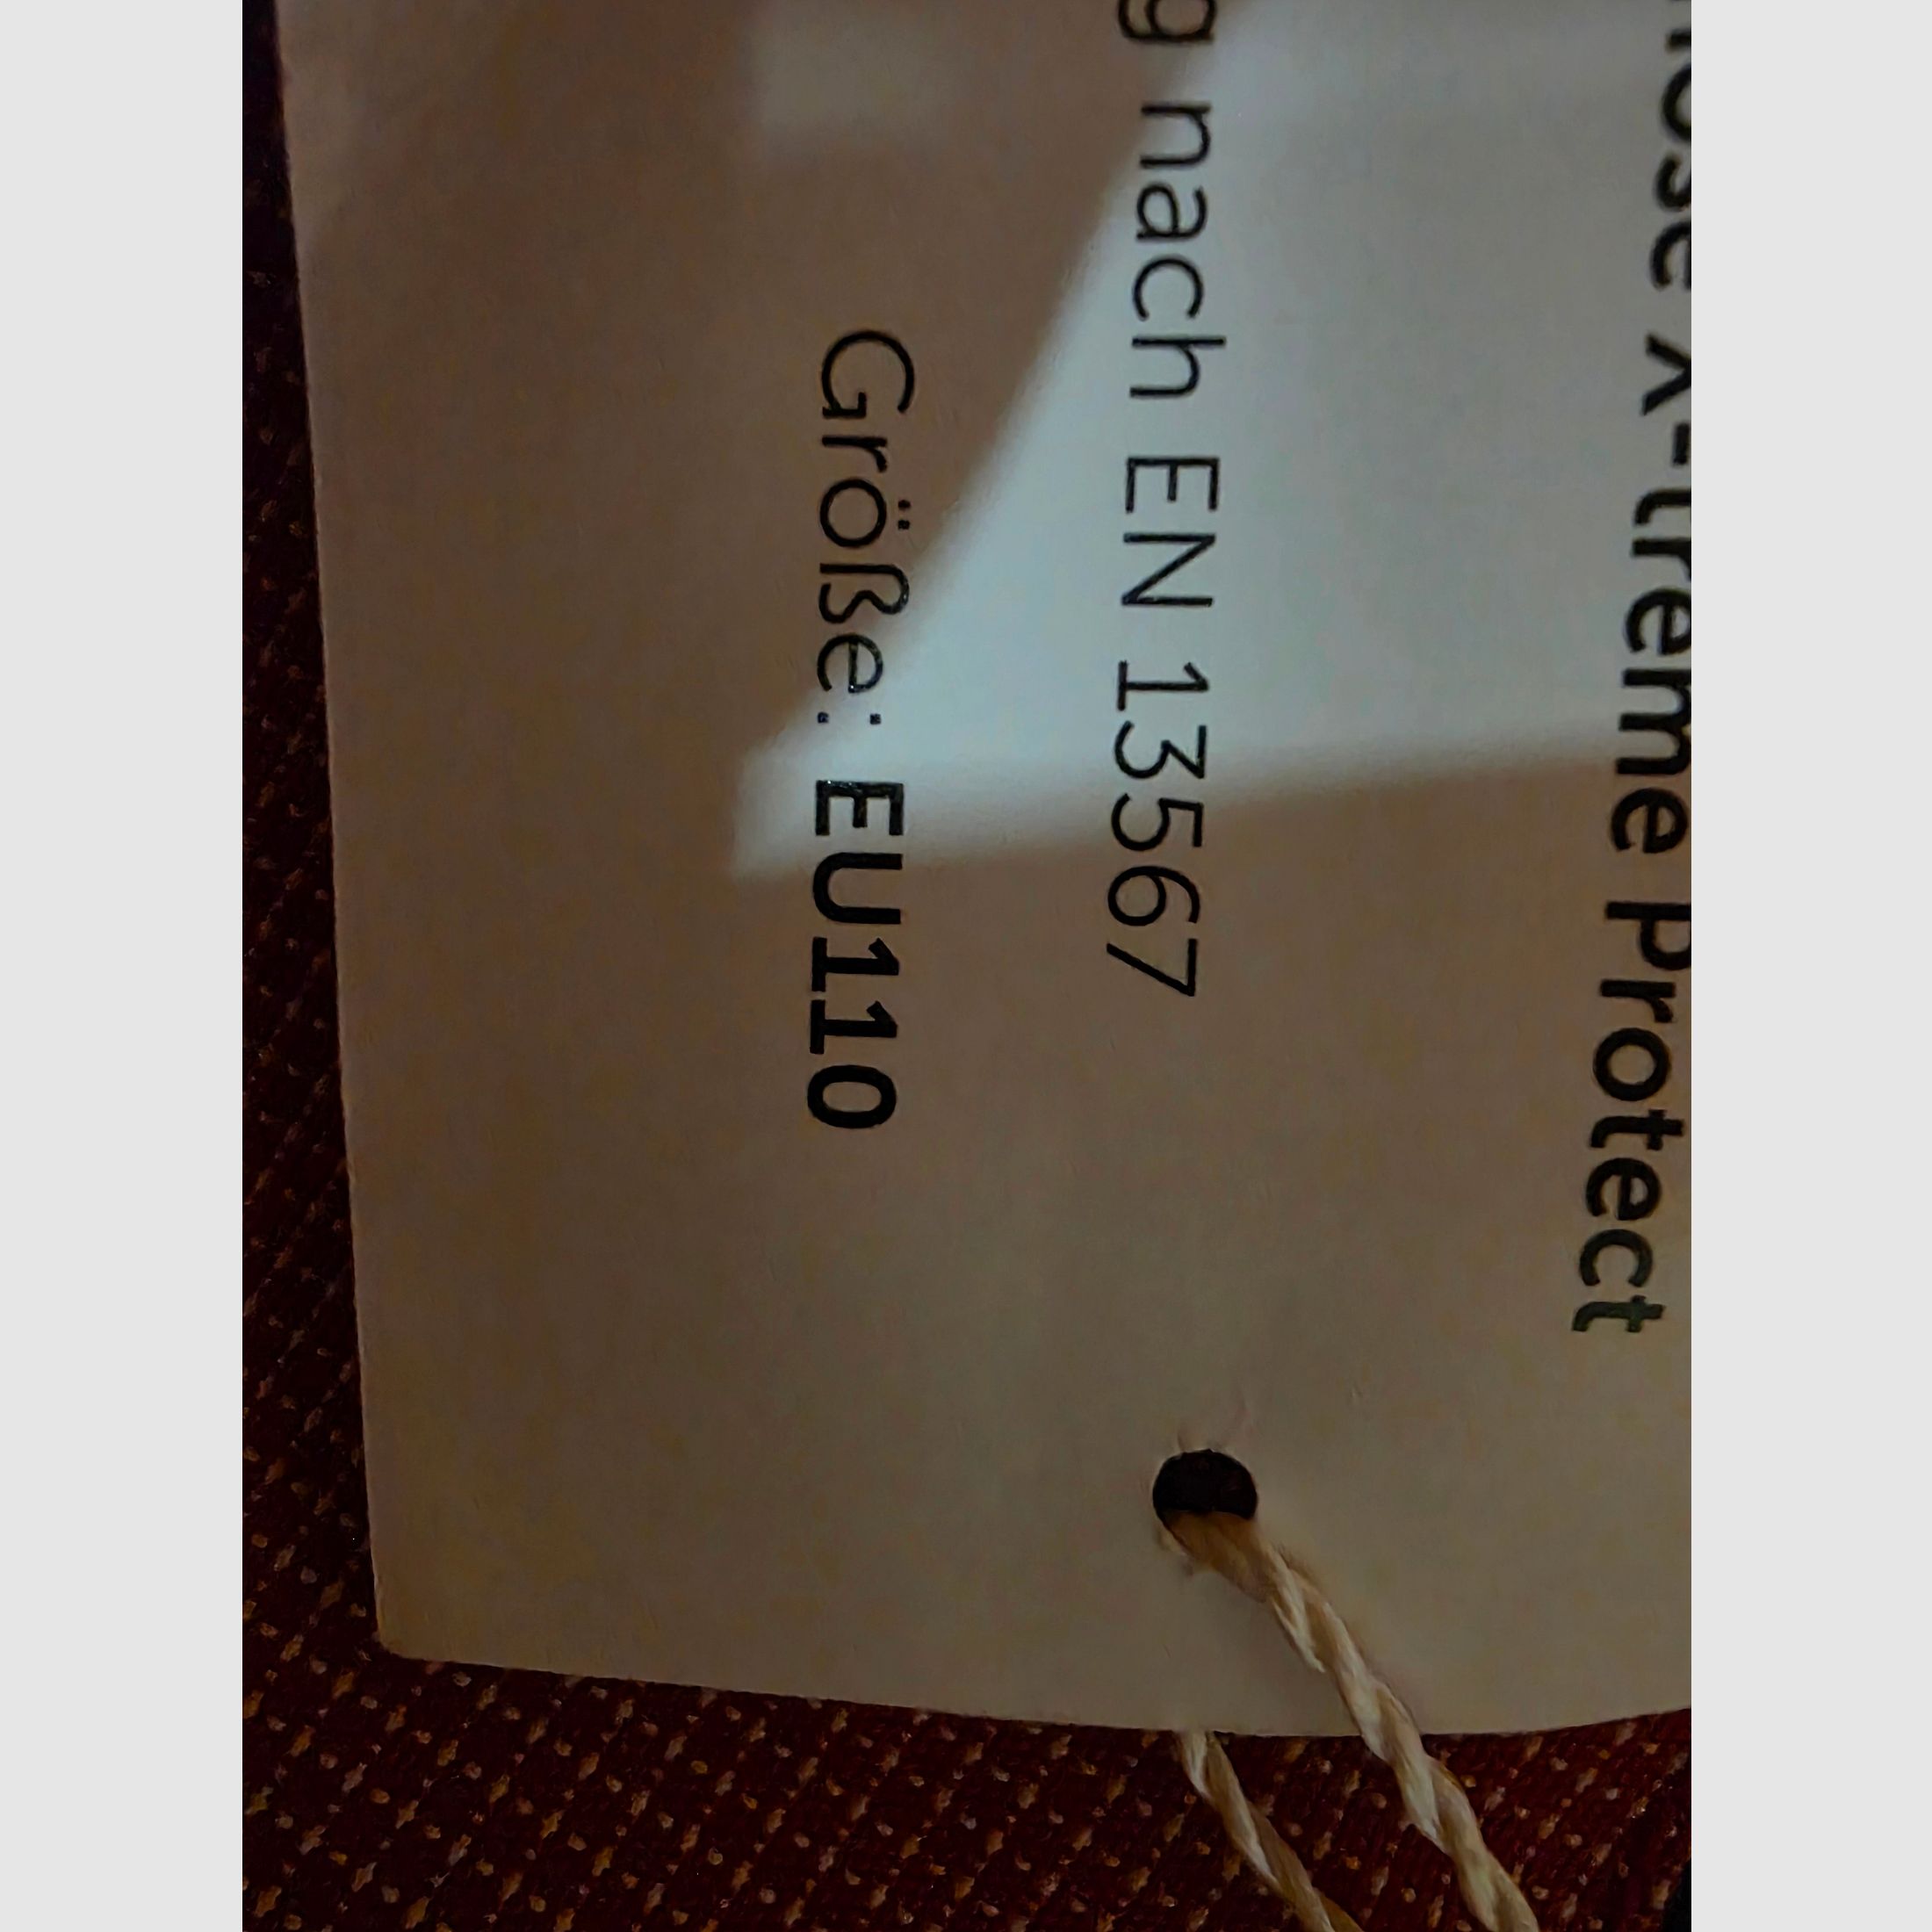 X-treme Protect
nach EN 13567
Größe: EU110